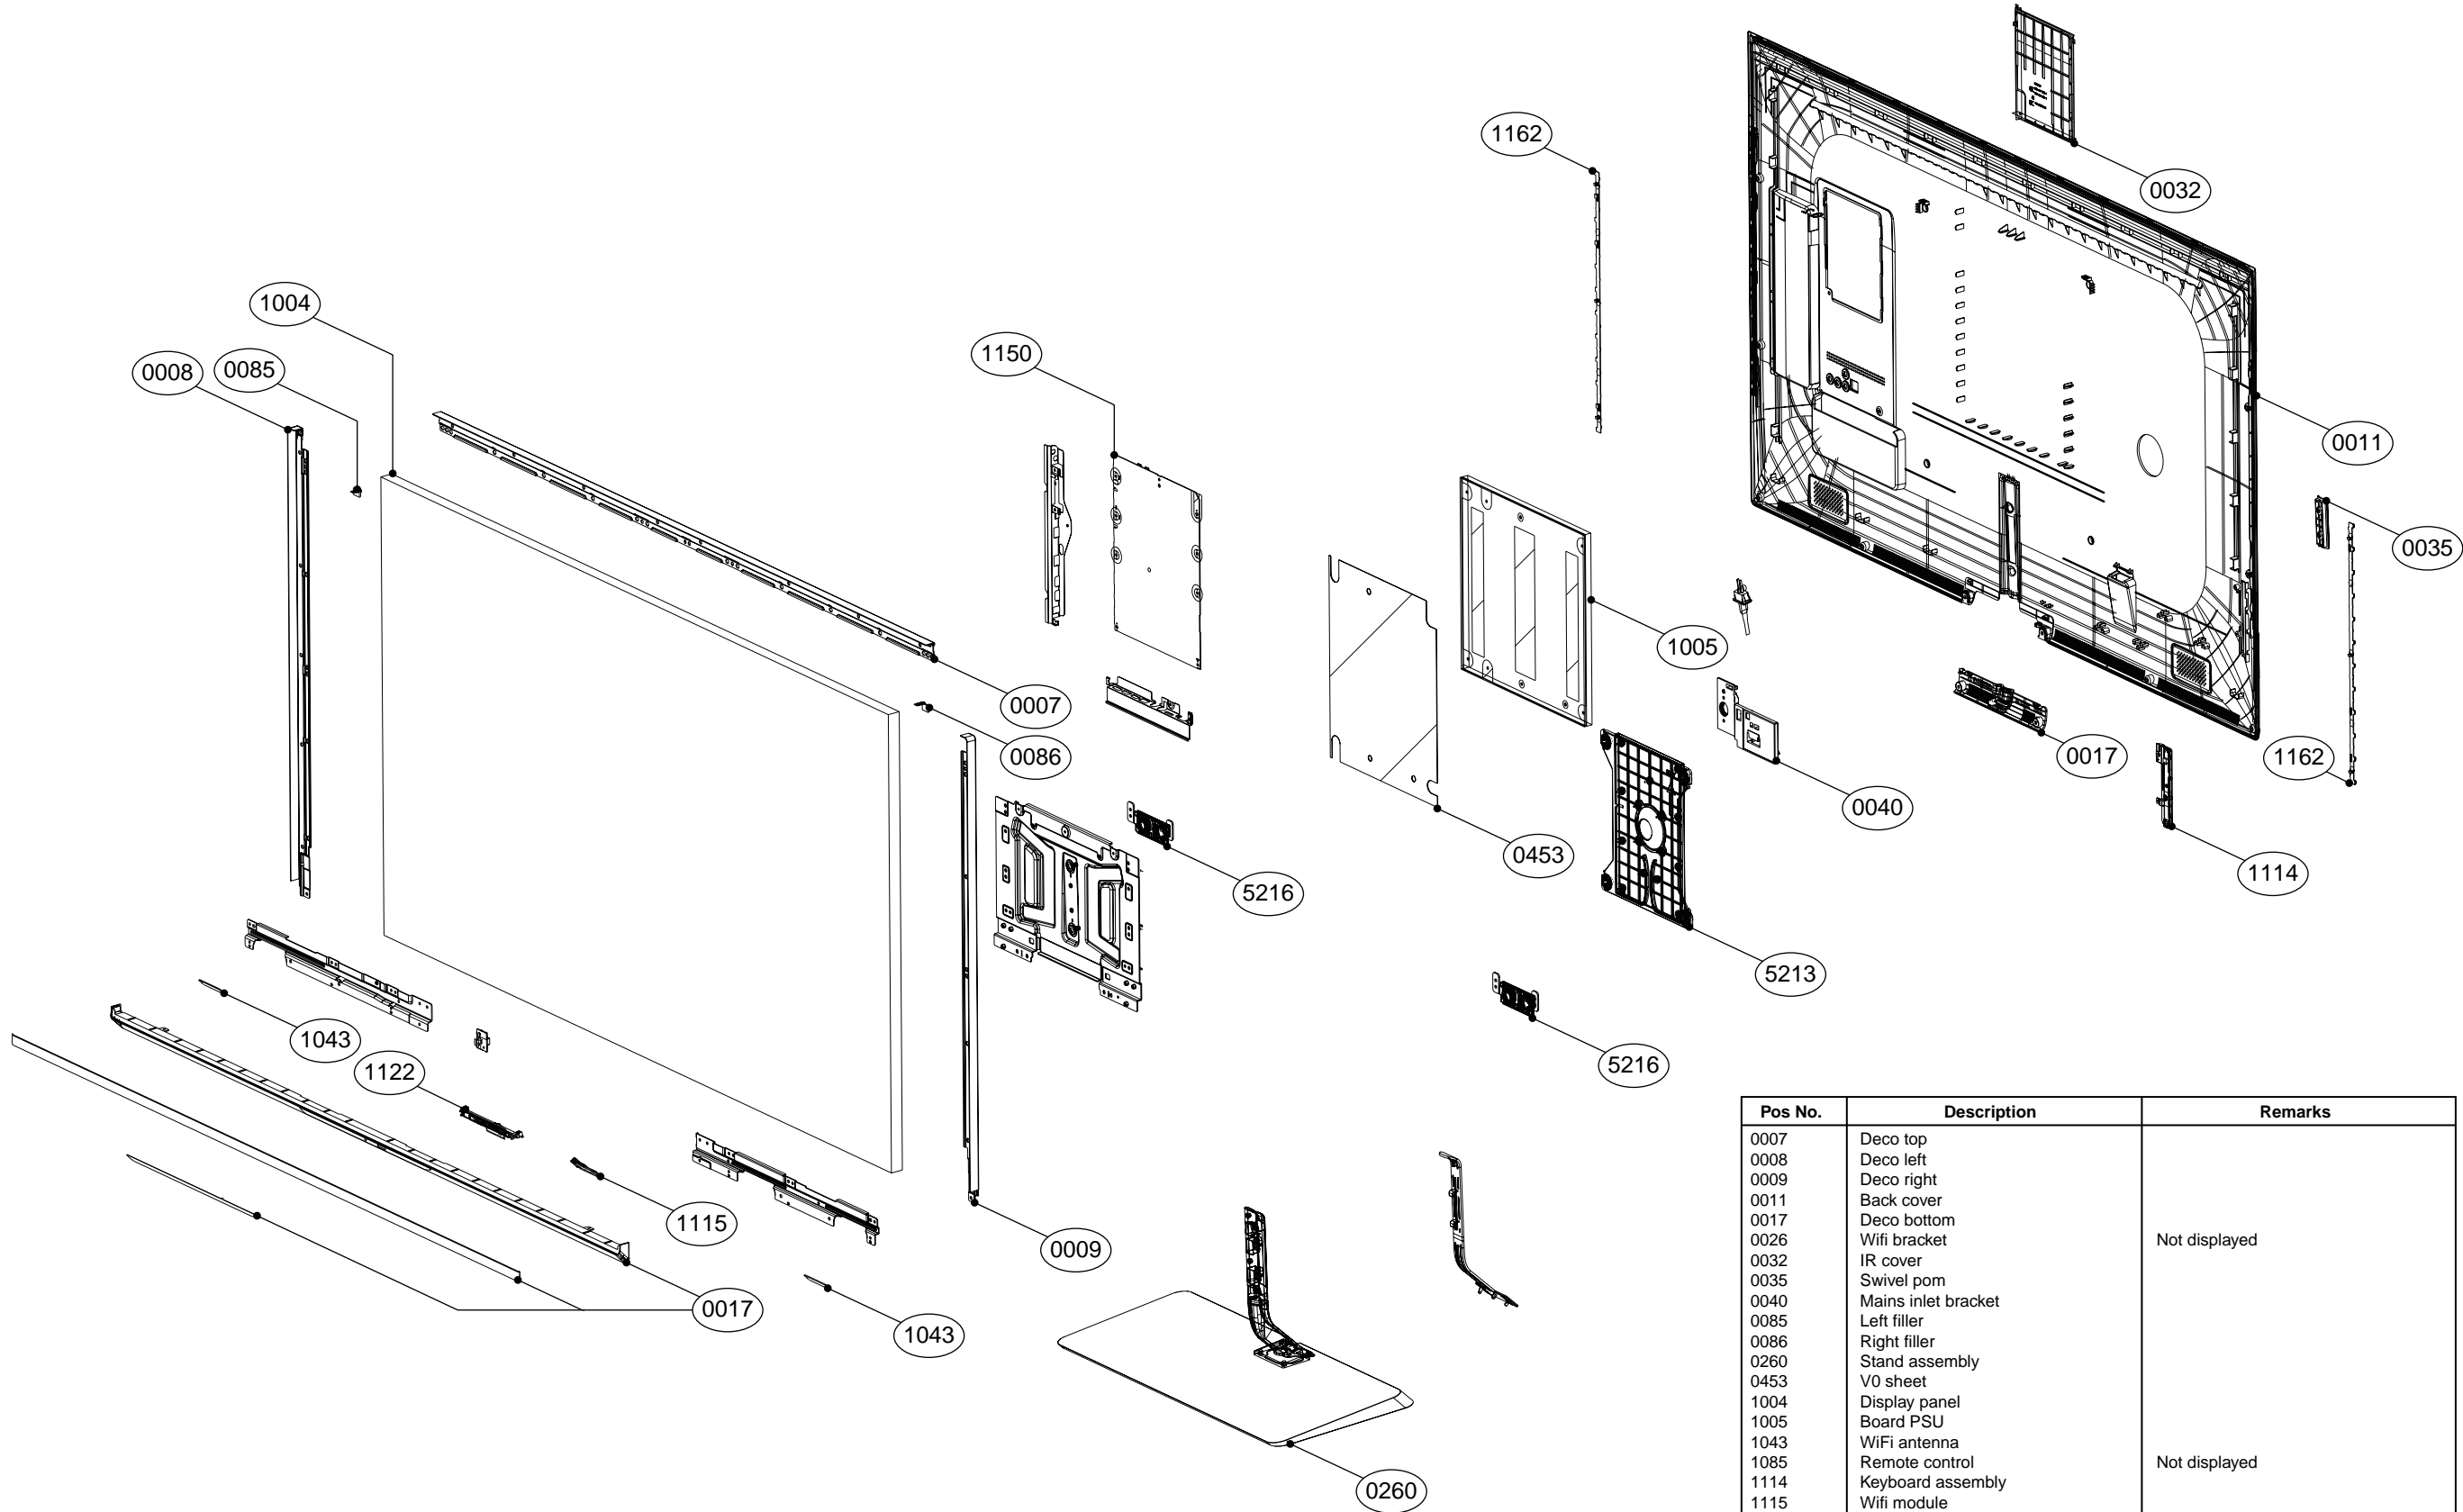 1162
0032
1004
0008
0085
1150
0011
0035
1005
0007
0086
0017
1162
0040
0453
1114
5216
5213
1043
1122
5216
1115
0009
0017
1043
0260
Pos No. Description Remarks
0007 Deco top
0008 Deco left
0009 Deco right
0011 Back cover
0017 Deco bottom
0026 Wifi bracket Not displayed
0032 IR cover
0035 Swivel pom
0040 Mains inlet bracket
0085 Left filler
0086 Right filler
0260 Stand assembly
0453 V0 sheet
1004 Display panel
1005 Board PSU
1043 WiFi antenna
1085 Remote control Not displayed
1114 Keyboard assembly
1115 Wifi module